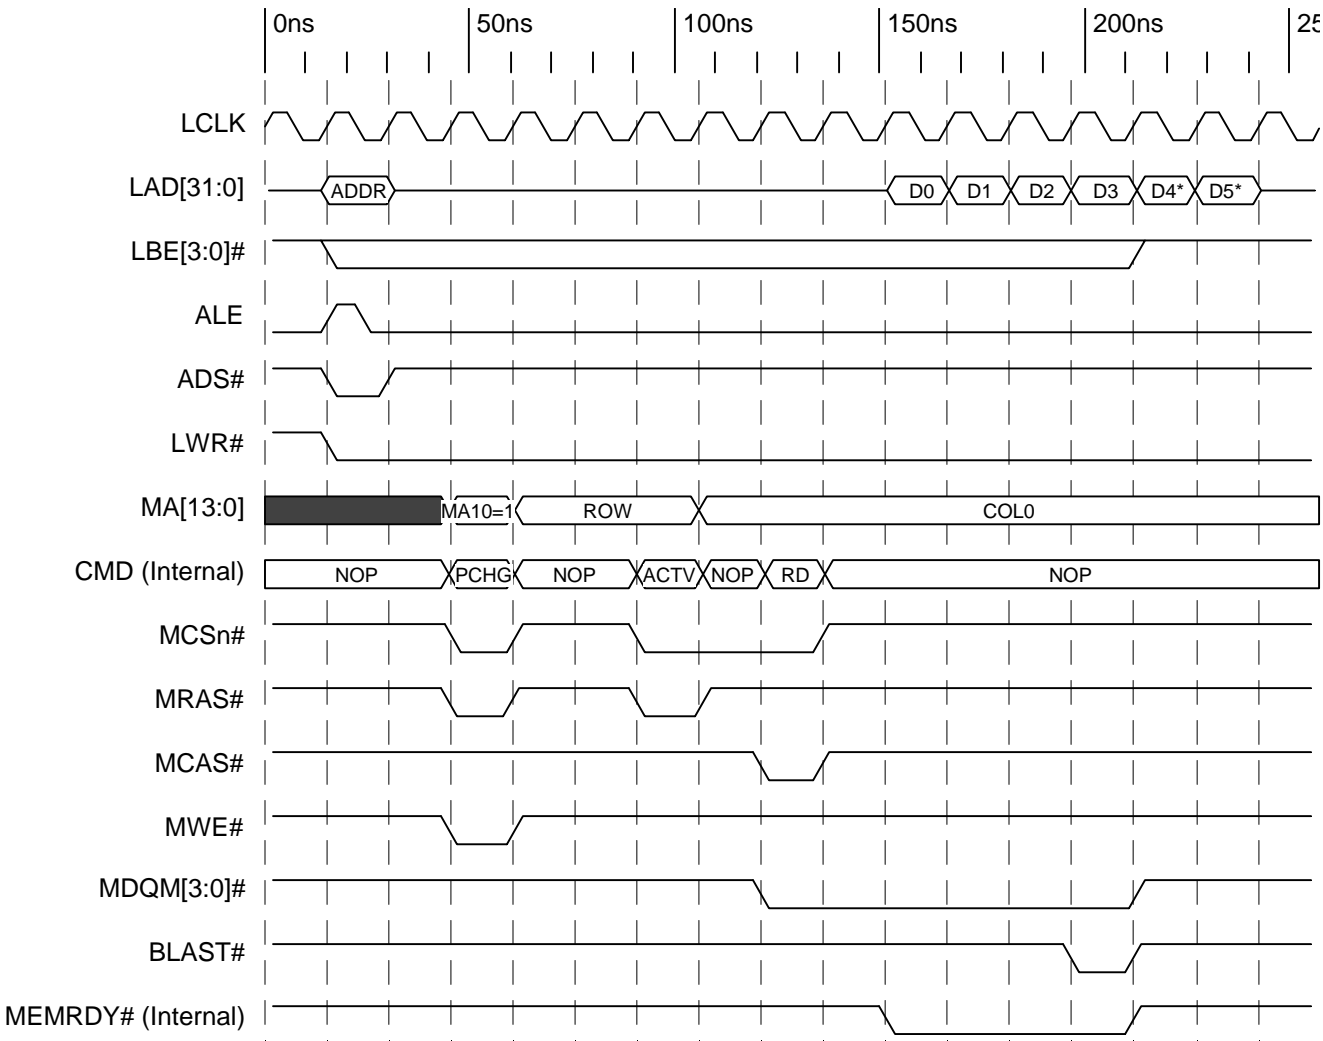 0ns 50ns 100ns 150ns 200ns 25
LCLK
LAD[31:0] ADDR D0 D1 D2 D3 D4* D5*
LBE[3:0]#
ALE
ADS#
LWR#
MA[13:0] MA10=1 ROW COL0
CMD (Internal) NOP PCHG NOP ACTV NOP RD NOP
MCSn#
MRAS#
MCAS#
MWE#
MDQM[3:0]#
BLAST#
MEMRDY# (Internal)